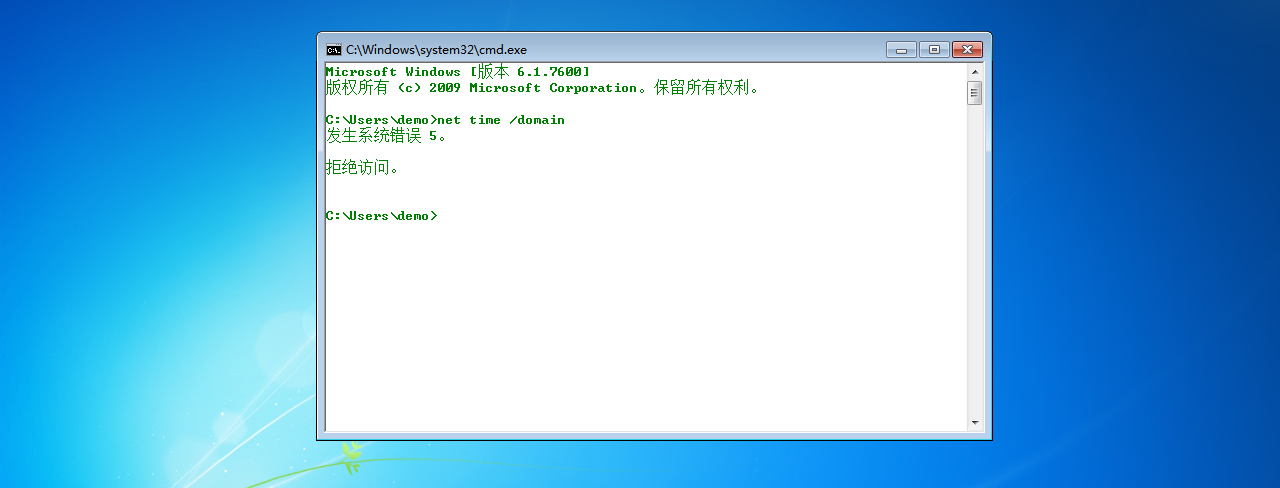 C:\Windows\system32\cmd.exe
Microsoft Windows [版本 6.1.7600]
版权所有 (c) 2009 Microsoft Corporation。保留所有权利。
C:\Users\demo>net time /domain
发生系统错误 5。
拒绝访问。
C:\Users\demo>